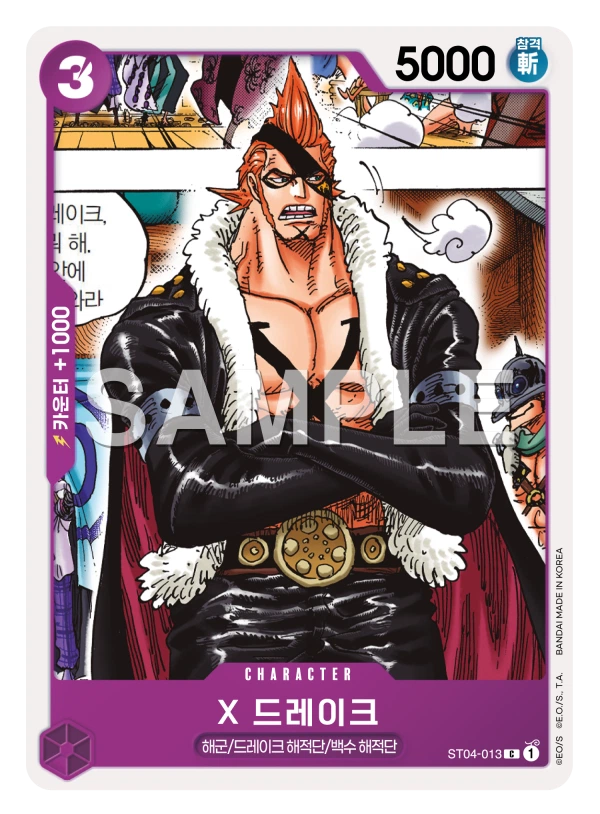 3
5000
참격
斬
레이크,
해.
안에
와라
카운터 +1000
SAMPLE
CHARACTER
X 드레이크
해군/드레이크 해적단/백수 해적단
ST04-013 C 1
©EO/S ©E.O./S., T.A. BANDAI MADE IN KOREA